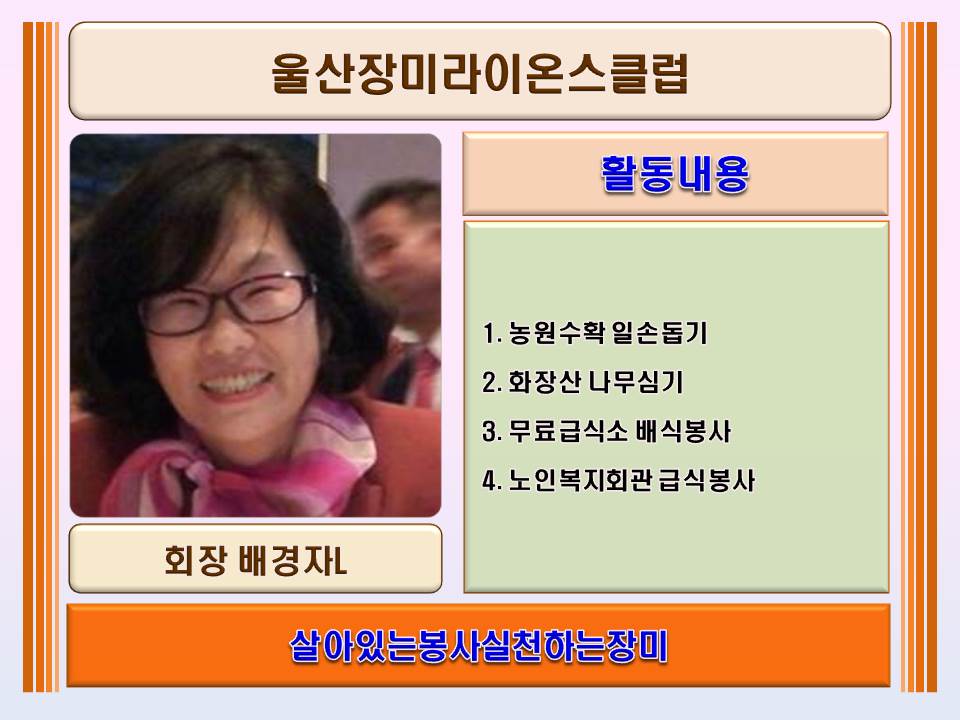 울산장미라이온스클럽
활동내용
1. 농원수확 일손돕기
2. 화장산 나무심기
3. 무료급식소 배식봉사
4. 노인복지회관 급식봉사
회장 배경자L
살아있는봉사실천하는장미